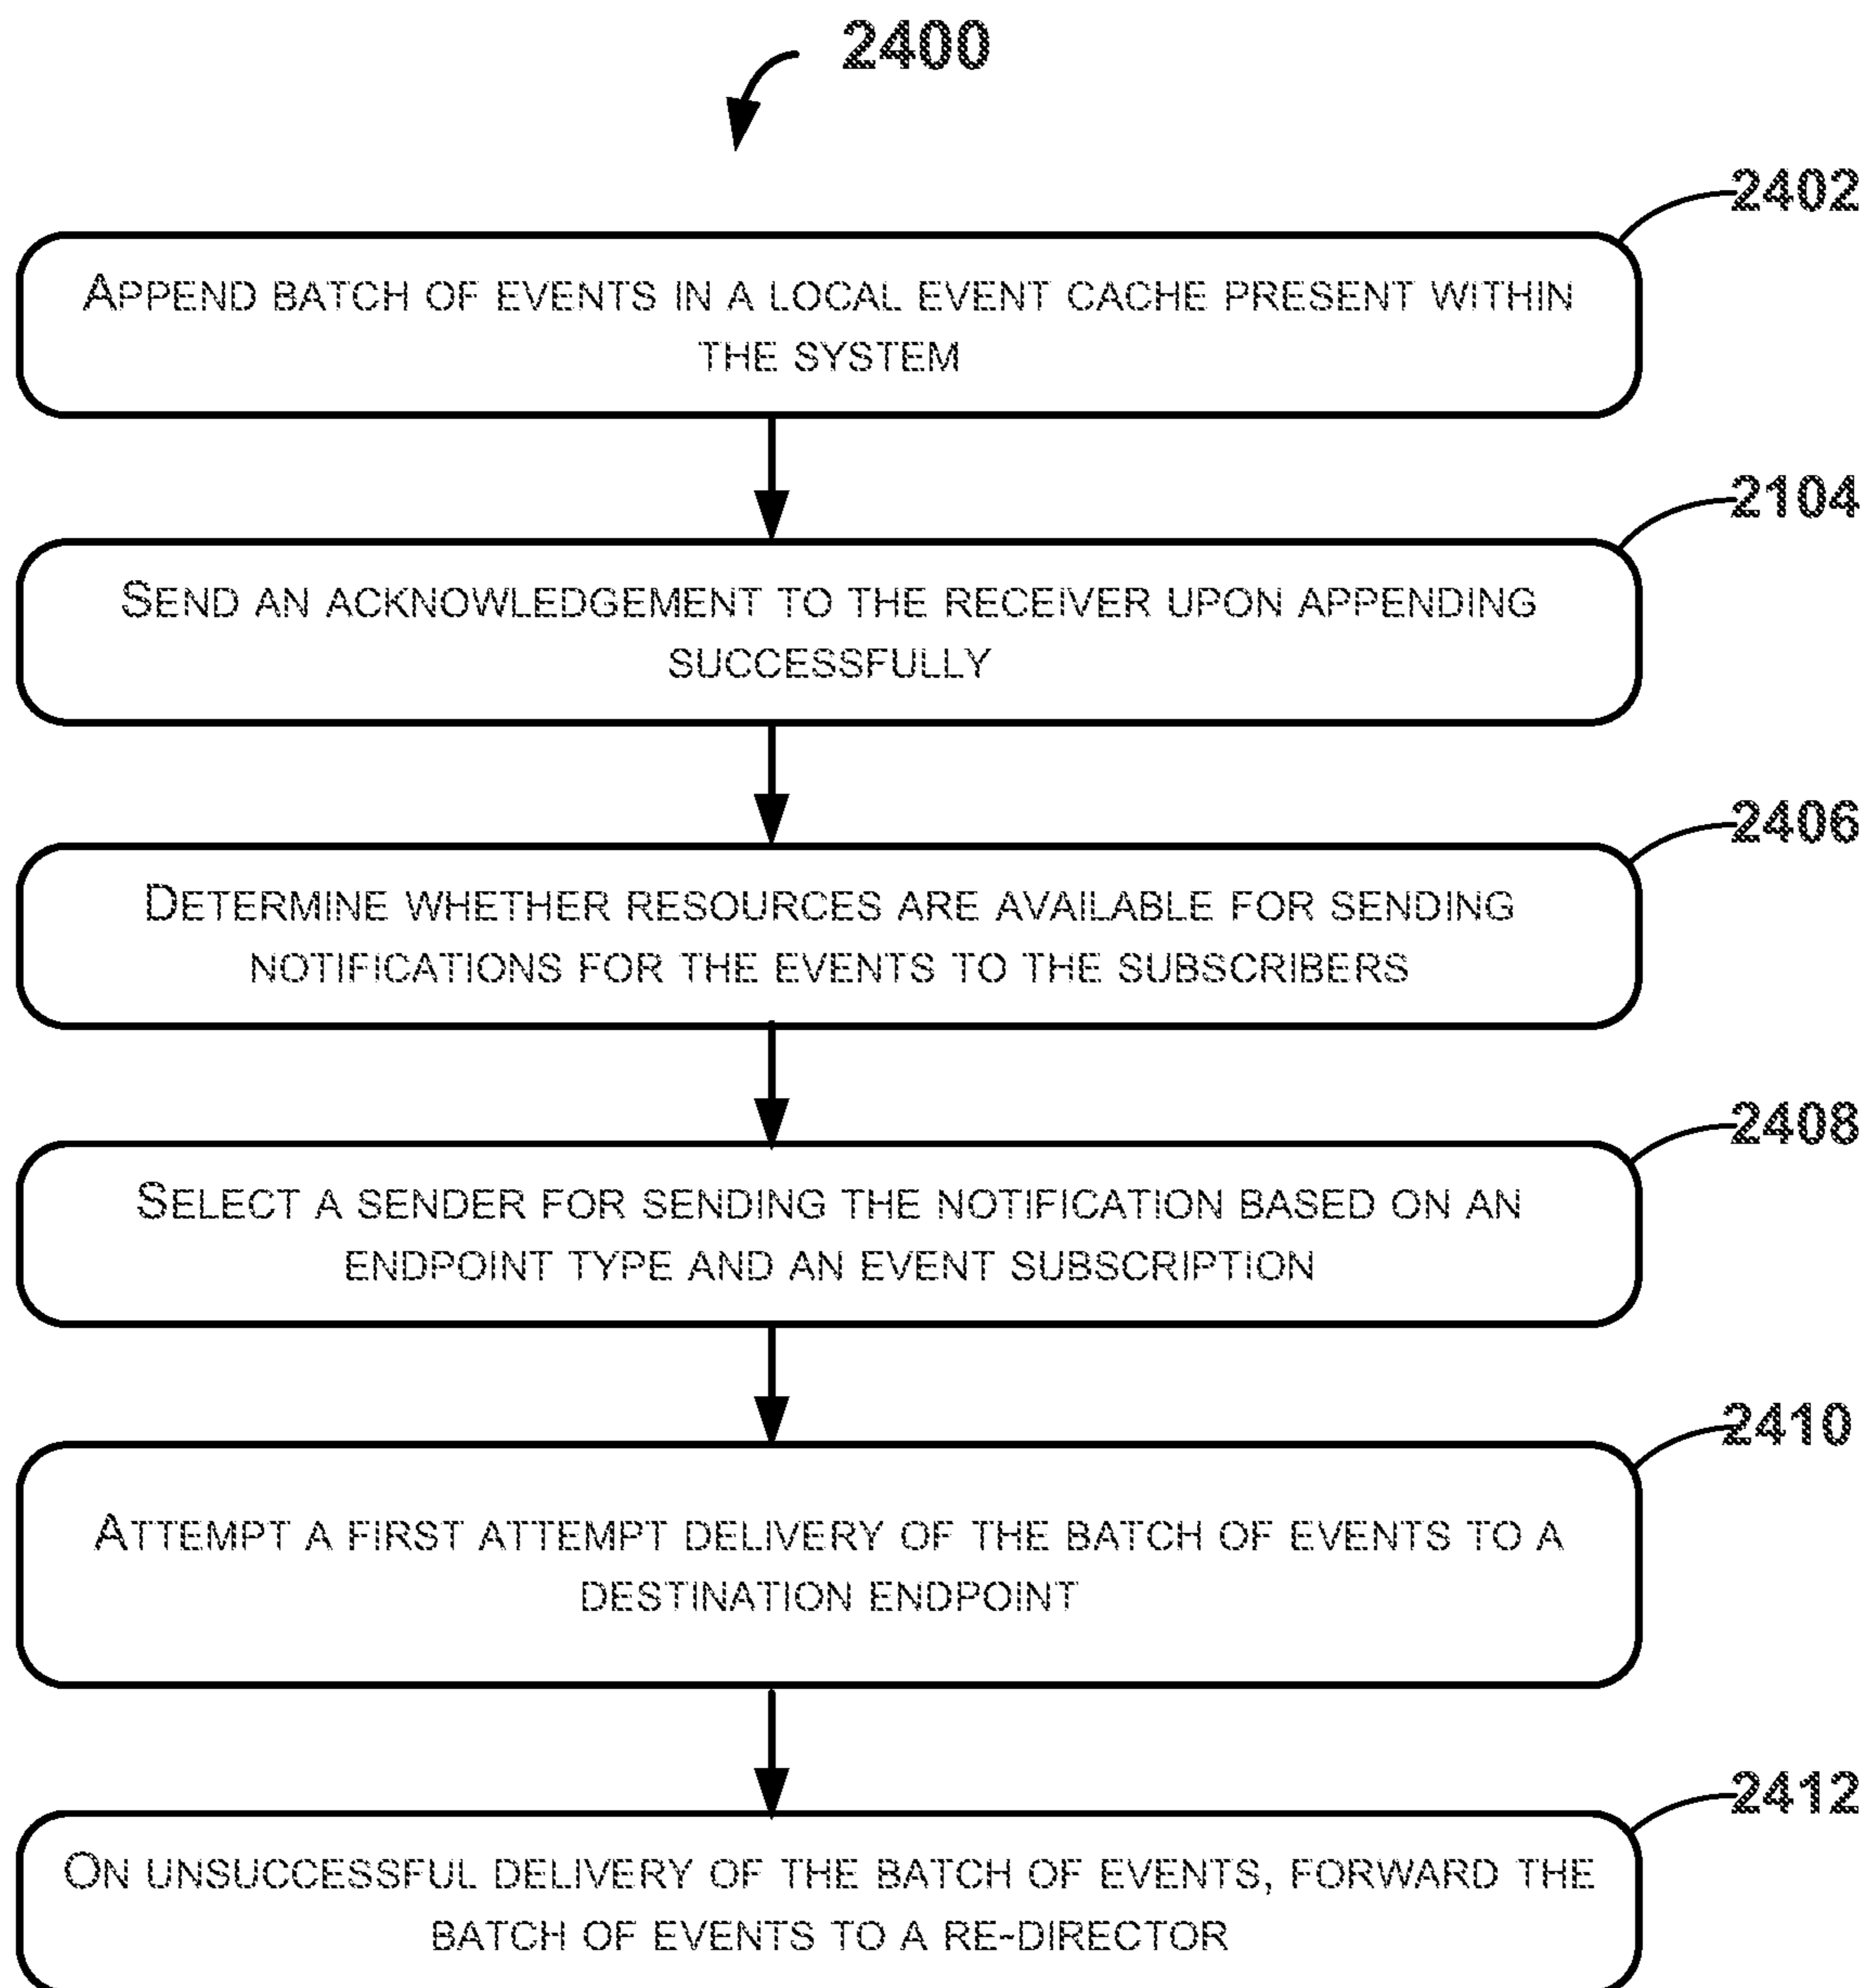 2400
2402
APPEND BATCH OF EVENTS IN A LOCAL EVENT CACHE PRESENT WITHIN
THE SYSTEM
2104
SEND AN ACKNOWLEDGEMENT TO THE RECEIVER UPON APPENDING
SUCCESSFULLY
2406
DETERMINE WHETHER RESOURCES ARE AVAILABLE FOR SENDING
NOTIFICATIONS FOR THE EVENTS TO THE SUBSCRIBERS
2408
SELECT A SENDER FOR SENDING THE NOTIFICATION BASED ON AN
ENDPOINT TYPE AND AN EVENT SUBSCRIPTION
2410
ATTEMPT A FIRST ATTEMPT DELIVERY OF THE BATCH OF EVENTS TO A
DESTINATION ENDPOINT
2412
ON UNSUCCESSFUL DELIVERY OF THE BATCH OF EVENTS, FORWARD THE
BATCH OF EVENTS TO A RE-DIRECTOR